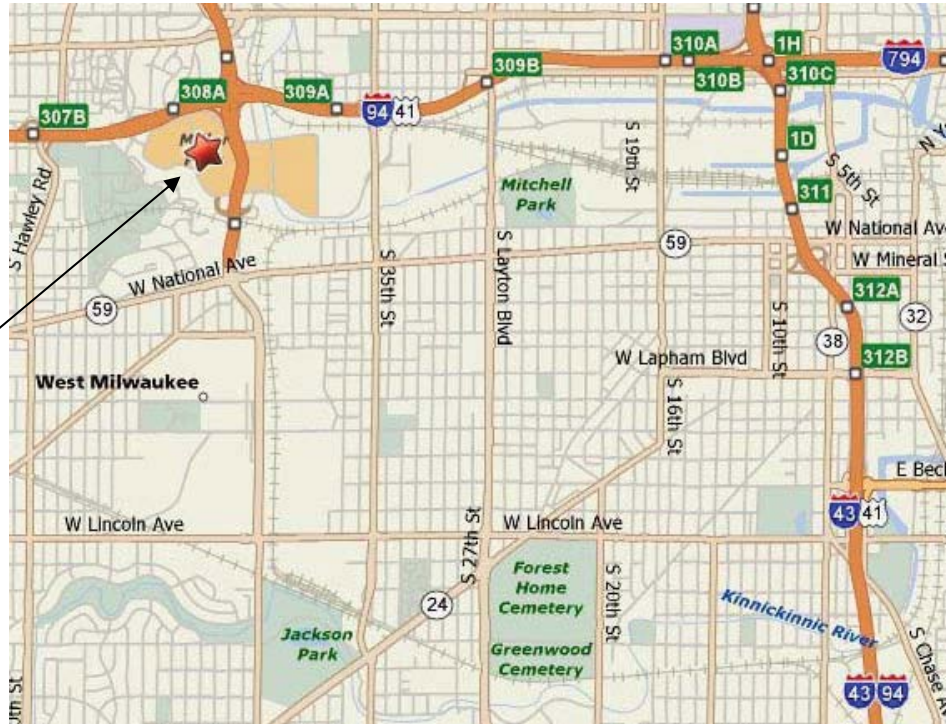 1H
310A
794
309B
310B
310C
307B
308A
309A
94
41
1D
S 19th St
S 5th St
Mitchell
Park
S Hawley Rd
311
W National Ave
59
W National Av
W Mineral S
59
S 35th St
S Layton Blvd
312A
S 10th St
38
32
312B
W Lapham Blvd
West Milwaukee
S 16th St
E Bec
43
41
W Lincoln Ave
S 27th St
W Lincoln Ave
Forest
Home
Cemetery
S 20th St
Kinnickinnic River
24
Jackson
Park
Greenwood
Cemetery
S Chase
43
94
0th St